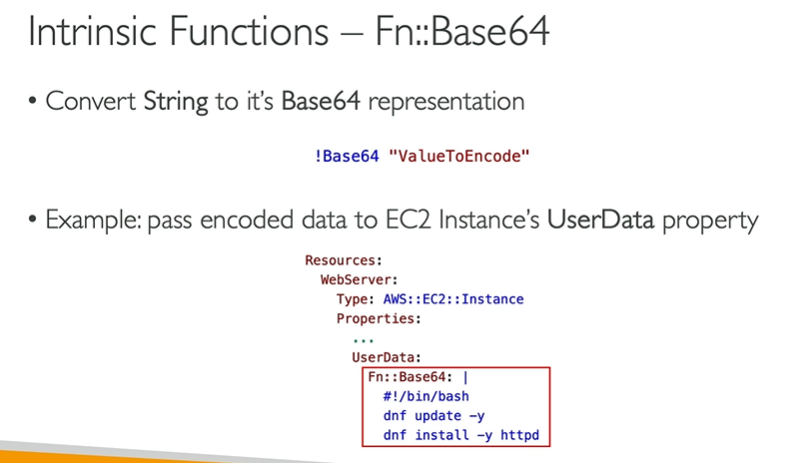 Intrinsic Functions – Fn::Base64
• Convert String to it's Base64 representation
!Base64 "ValueToEncode"
• Example: pass encoded data to EC2 Instance's UserData property
Resources:
  WebServer:
    Type: AWS::EC2::Instance
    Properties:
      ...
      UserData:
        Fn::Base64: |
          #!/bin/bash
          dnf update -y
          dnf install -y httpd